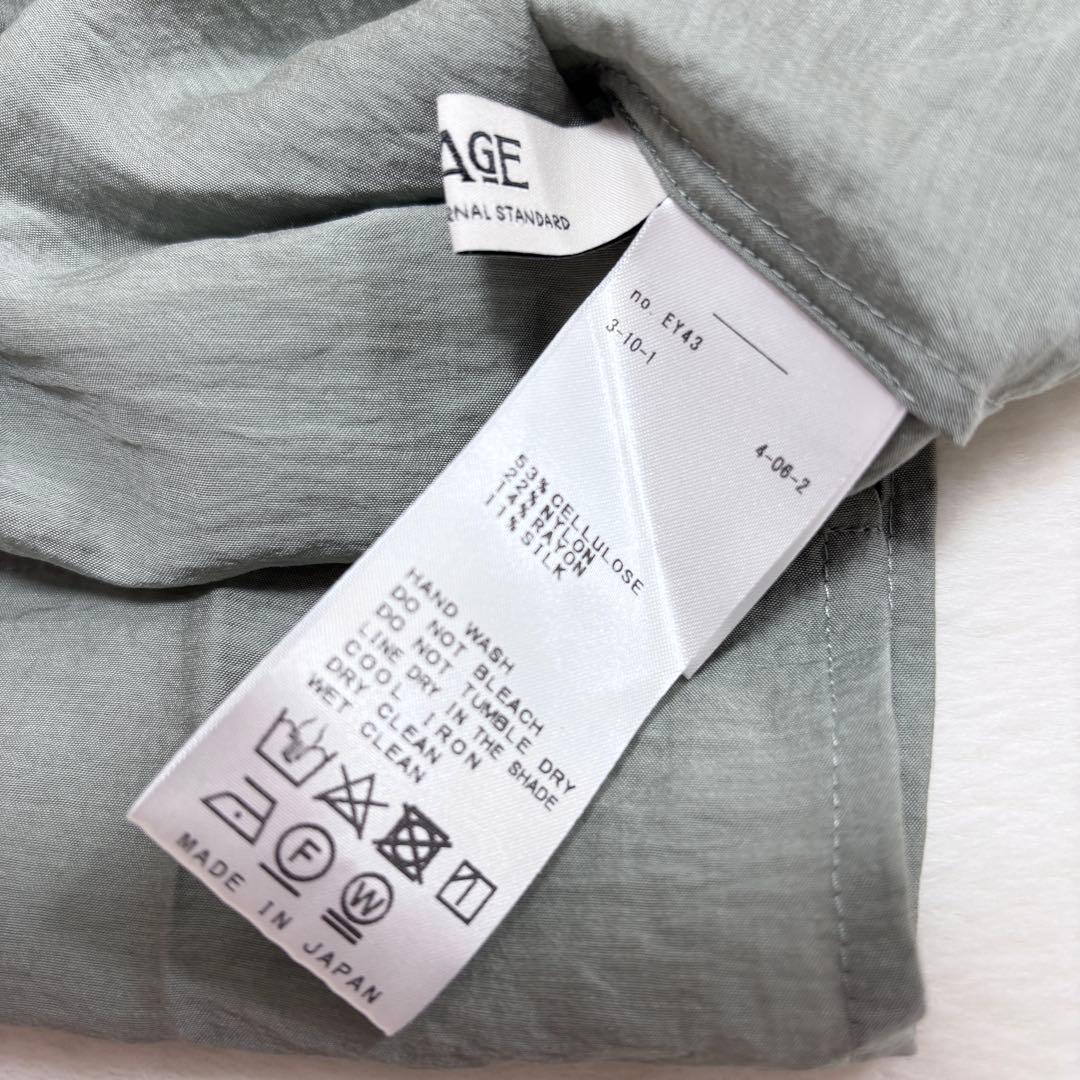 AGE
RNAL STANDARD
no. EY43
3-10-1
4-06-2
53%CELLULOSE
22%NYLON
14%RAYON
11%SILK
HAND WASH
DO NOT BLEACH
DO NOT TUMBLE DRY
LINE DRY IN THE SHADE
COOL IRON
DRY CLEAN
WET CLEAN
F
W
MADE IN JAPAN